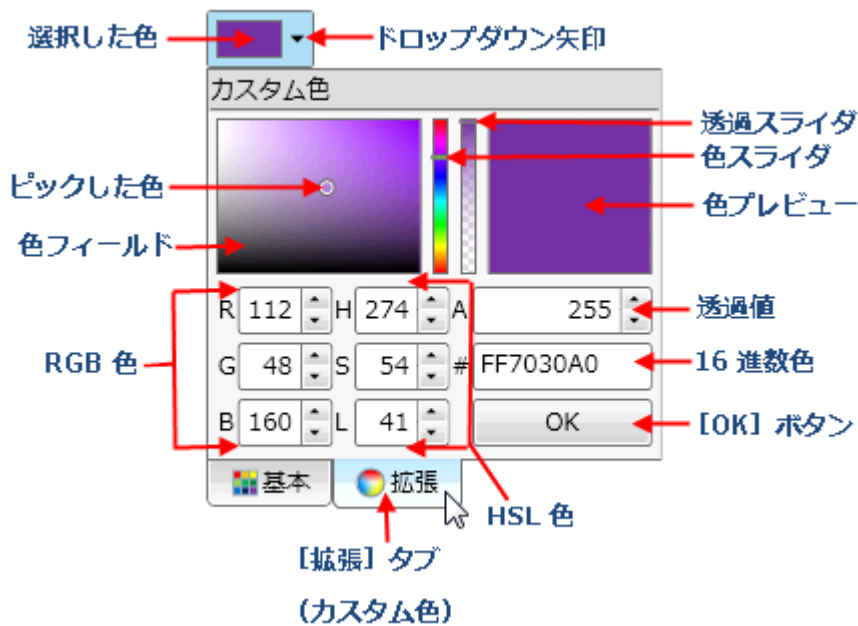 選択した色
ドロップダウン矢印
カスタム色
透過スライダ
色スライダ
ピックした色
色プレビュー
色フィールド
R 112 H 274 A 255
透過値
RGB 色
G 48 S 54 # FF7030A0
16 進数色
B 160 L 41 OK
[OK] ボタン
基本 拡張
HSL 色
[拡張] タブ
(カスタム色)